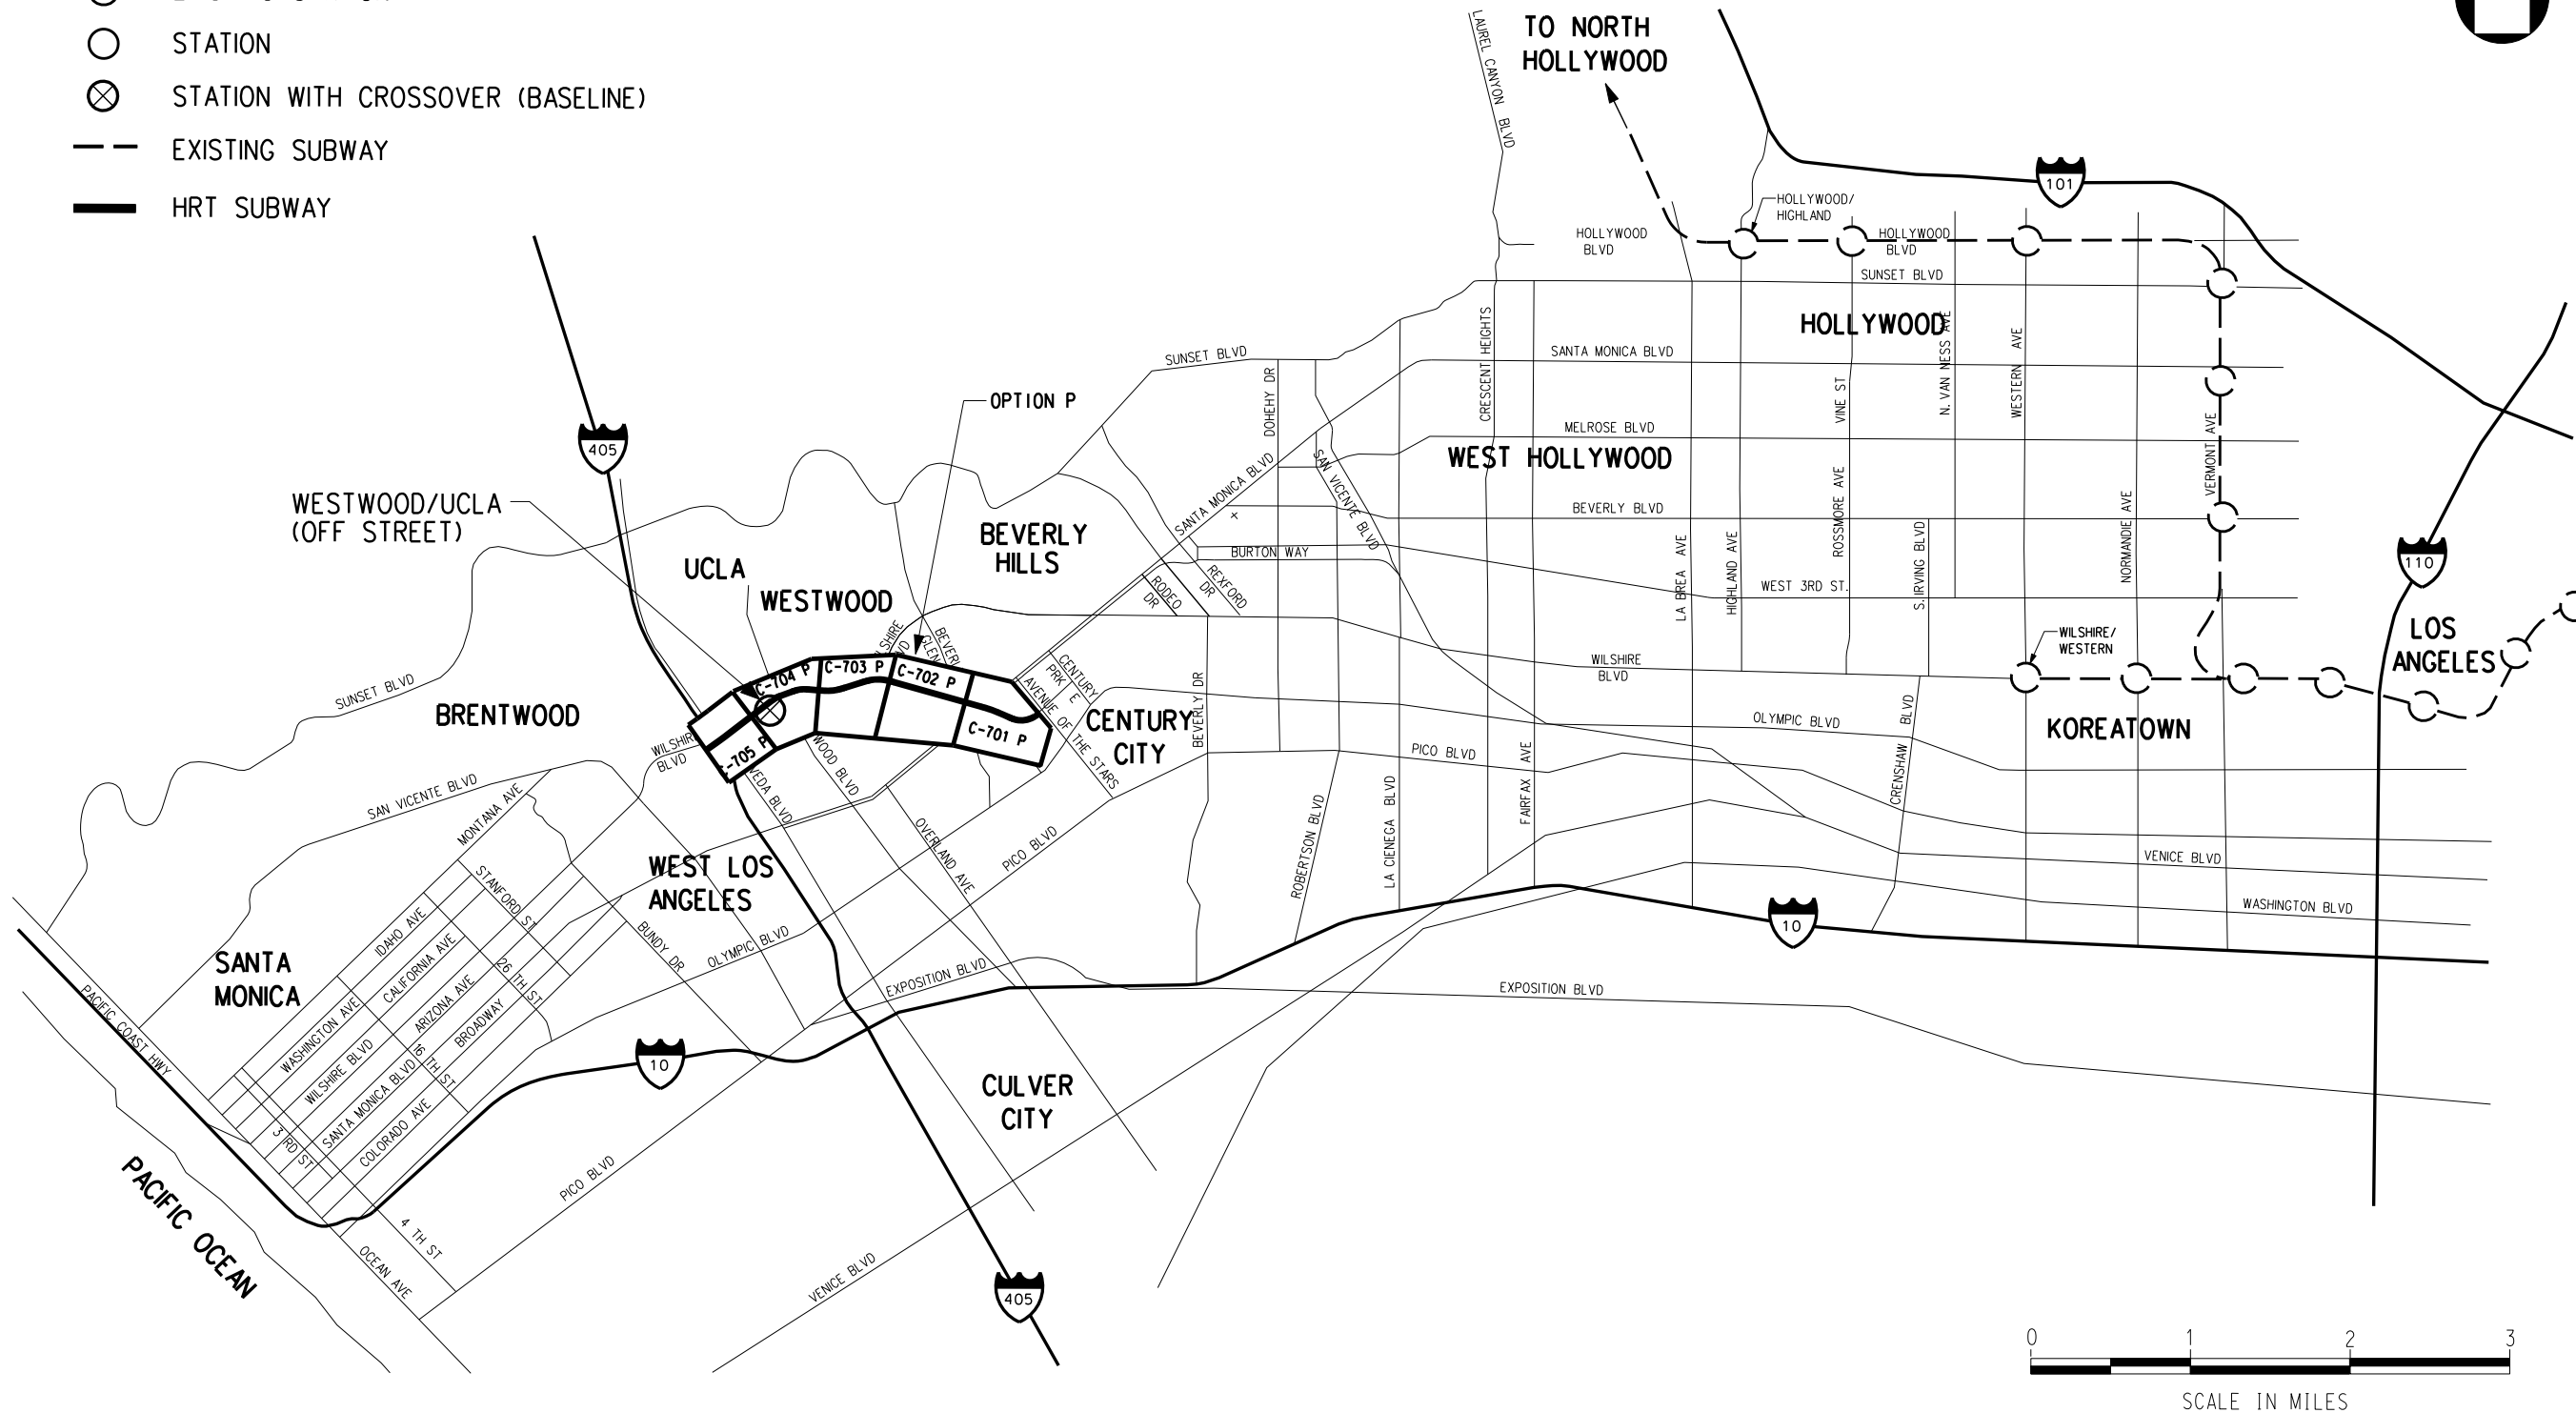 STATION
STATION WITH CROSSOVER (BASELINE)
EXISTING SUBWAY
HRT SUBWAY
TO NORTH
HOLLYWOOD
LAUREL CANYON BLVD
101
HOLLYWOOD/
HIGHLAND
HOLLYWOOD
BLVD
HOLLYWOOD
BLVD
SUNSET BLVD
HOLLYWOOD
CRESCENT HEIGHTS
N. VAN NESS AVE
WESTERN AVE
SANTA MONICA BLVD
SUNSET BLVD
DOHEHY DR
VINE ST
OPTION P
MELROSE BLVD
VERMONT AVE
405
WEST HOLLYWOOD
SANTA MONICA BLVD
SAN VICENTE BLVD
WESTWOOD/UCLA
(OFF STREET)
BEVERLY BLVD
ROSSMORE AVE
NORMANDIE AVE
BEVERLY
HILLS
BURTON WAY
LA BREA AVE
HIGHLAND AVE
S. IRVING BLVD
110
UCLA
WESTWOOD
RODEO
DR
REXFORD
DR
WEST 3RD ST.
LOS
ANGELES
WILSHIRE/
WESTERN
WILSHIRE
BLVD
C-704 P
C-703 P
C-702 P
C-701 P
C-705 P
CENTURY
PRK E
AVENUE OF THE STARS
CENTURY
CITY
BEVERLY DR
SUNSET BLVD
BRENTWOOD
BLVD
OLYMPIC BLVD
CRENSHAW BLVD
KOREATOWN
PICO BLVD
SAN VICENTE BLVD
MONTANA AVE
OVERLAND AVE
PICO BLVD
ROBERTSON BLVD
LA CIENEGA BLVD
FAIRFAX AVE
VENICE BLVD
WEST LOS
ANGELES
STANFORD ST
WASHINGTON BLVD
10
BUNDY DR
IDAHO AVE
CALIFORNIA AVE
OLYMPIC BLVD
SANTA
MONICA
26 TH ST
EXPOSITION BLVD
EXPOSITION BLVD
PACIFIC COAST HWY
WASHINGTON AVE
ARIZONA AVE
BROADWAY
WILSHIRE BLVD
16 TH ST
SANTA MONICA BLVD
COLORADO AVE
3 RD ST
10
CULVER
CITY
PACIFIC OCEAN
PICO BLVD
4 TH ST
OCEAN AVE
VENICE BLVD
405
0 1 2 3
SCALE IN MILES